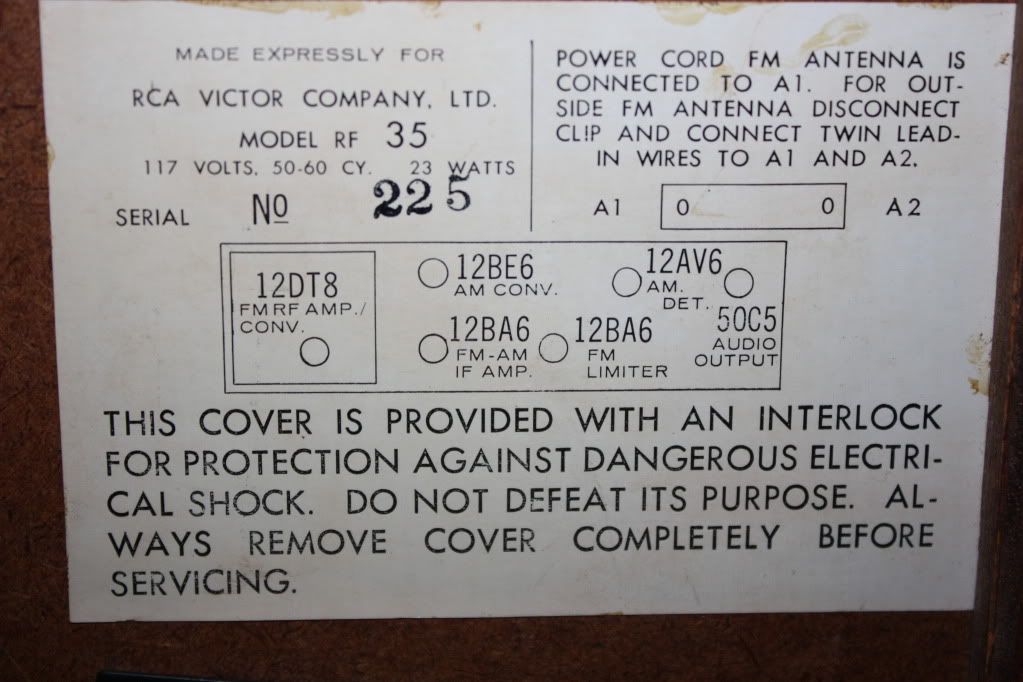 MADE EXPRESSLY FOR
RCA VICTOR COMPANY, LTD.
MODEL RF 35
117 VOLTS, 50-60 CY. 23 WATTS
SERIAL Nº 225
POWER CORD FM ANTENNA IS
CONNECTED TO A1. FOR OUT-
SIDE FM ANTENNA DISCONNECT
CLIP AND CONNECT TWIN LEAD-
IN WIRES TO A1 AND A2.
A1 O O A2
12DT8
FM RF AMP./
CONV.
12BE6
AM CONV.
12AV6
AM.
DET.
12BA6
FM-AM
IF AMP.
12BA6
FM
LIMITER
50C5
AUDIO
OUTPUT
THIS COVER IS PROVIDED WITH AN INTERLOCK
FOR PROTECTION AGAINST DANGEROUS ELECTRI-
CAL SHOCK. DO NOT DEFEAT ITS PURPOSE. AL-
WAYS REMOVE COVER COMPLETELY BEFORE
SERVICING.